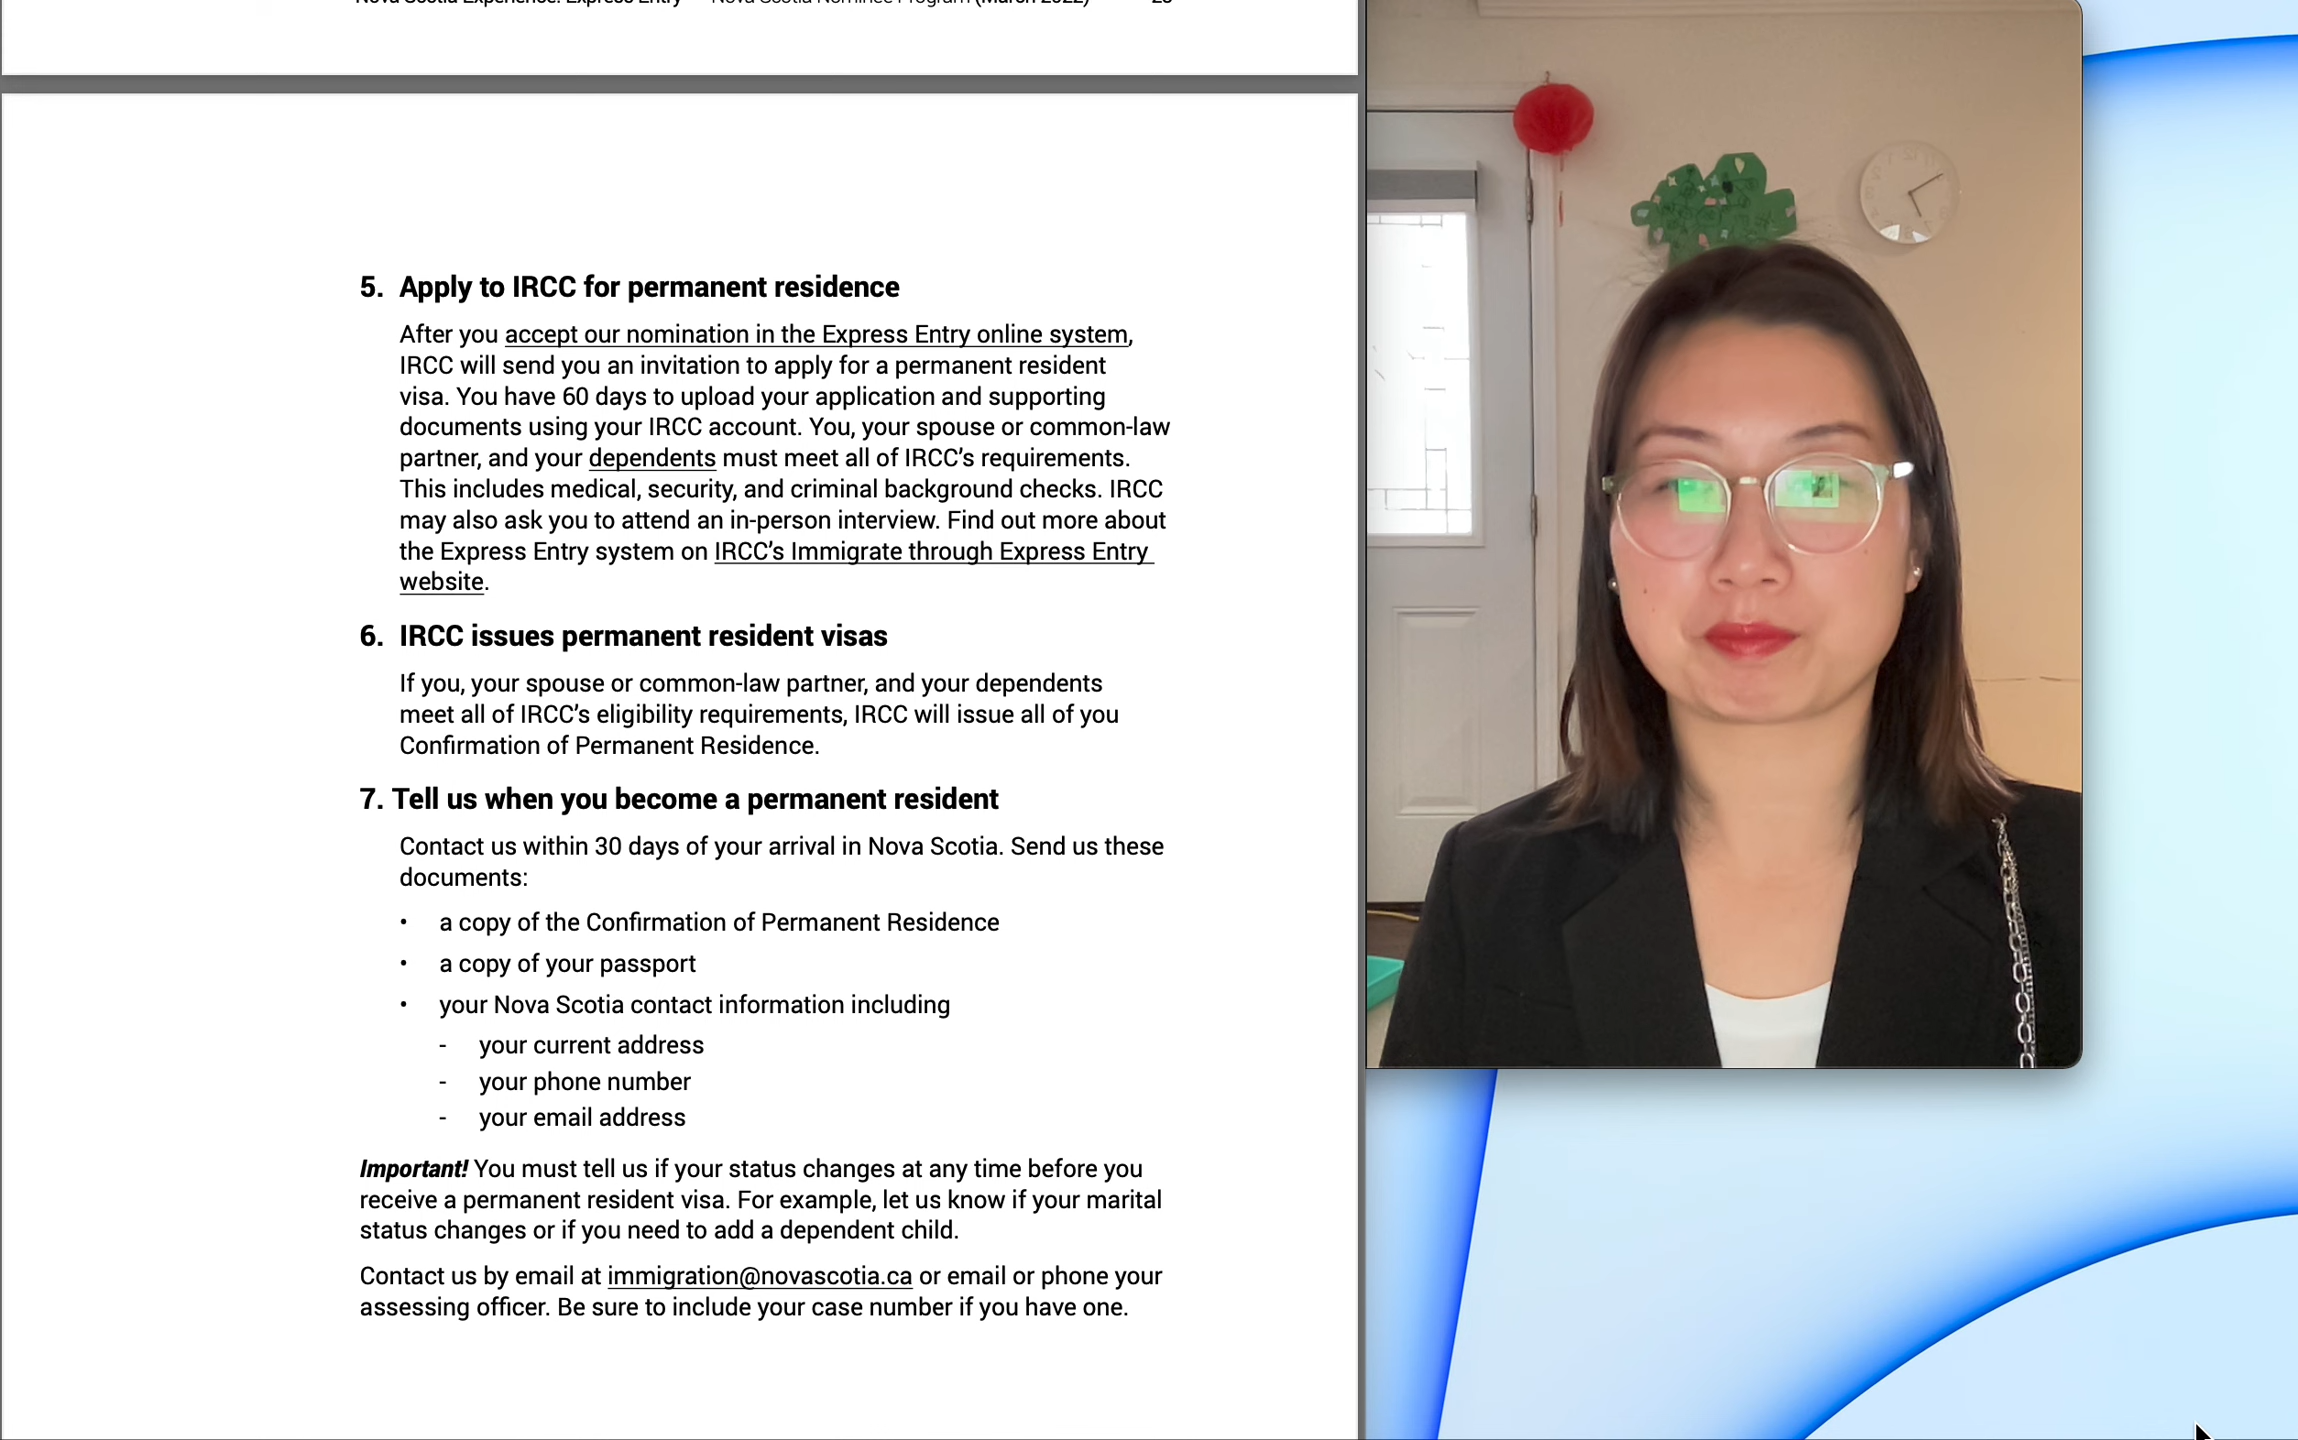 Nova Scotia Experience: Express Entry — Nova Scotia Nominee Program (March 2022) 28
5. Apply to IRCC for permanent residence
After you accept our nomination in the Express Entry online system,
IRCC will send you an invitation to apply for a permanent resident
visa. You have 60 days to upload your application and supporting
documents using your IRCC account. You, your spouse or common-law
partner, and your dependents must meet all of IRCC’s requirements.
This includes medical, security, and criminal background checks. IRCC
may also ask you to attend an in-person interview. Find out more about
the Express Entry system on IRCC’s Immigrate through Express Entry
website.
6. IRCC issues permanent resident visas
If you, your spouse or common-law partner, and your dependents
meet all of IRCC’s eligibility requirements, IRCC will issue all of you
Confirmation of Permanent Residence.
7. Tell us when you become a permanent resident
Contact us within 30 days of your arrival in Nova Scotia. Send us these
documents:
• a copy of the Confirmation of Permanent Residence
• a copy of your passport
• your Nova Scotia contact information including
- your current address
- your phone number
- your email address
Important! You must tell us if your status changes at any time before you
receive a permanent resident visa. For example, let us know if your marital
status changes or if you need to add a dependent child.
Contact us by email at immigration@novascotia.ca or email or phone your
assessing officer. Be sure to include your case number if you have one.